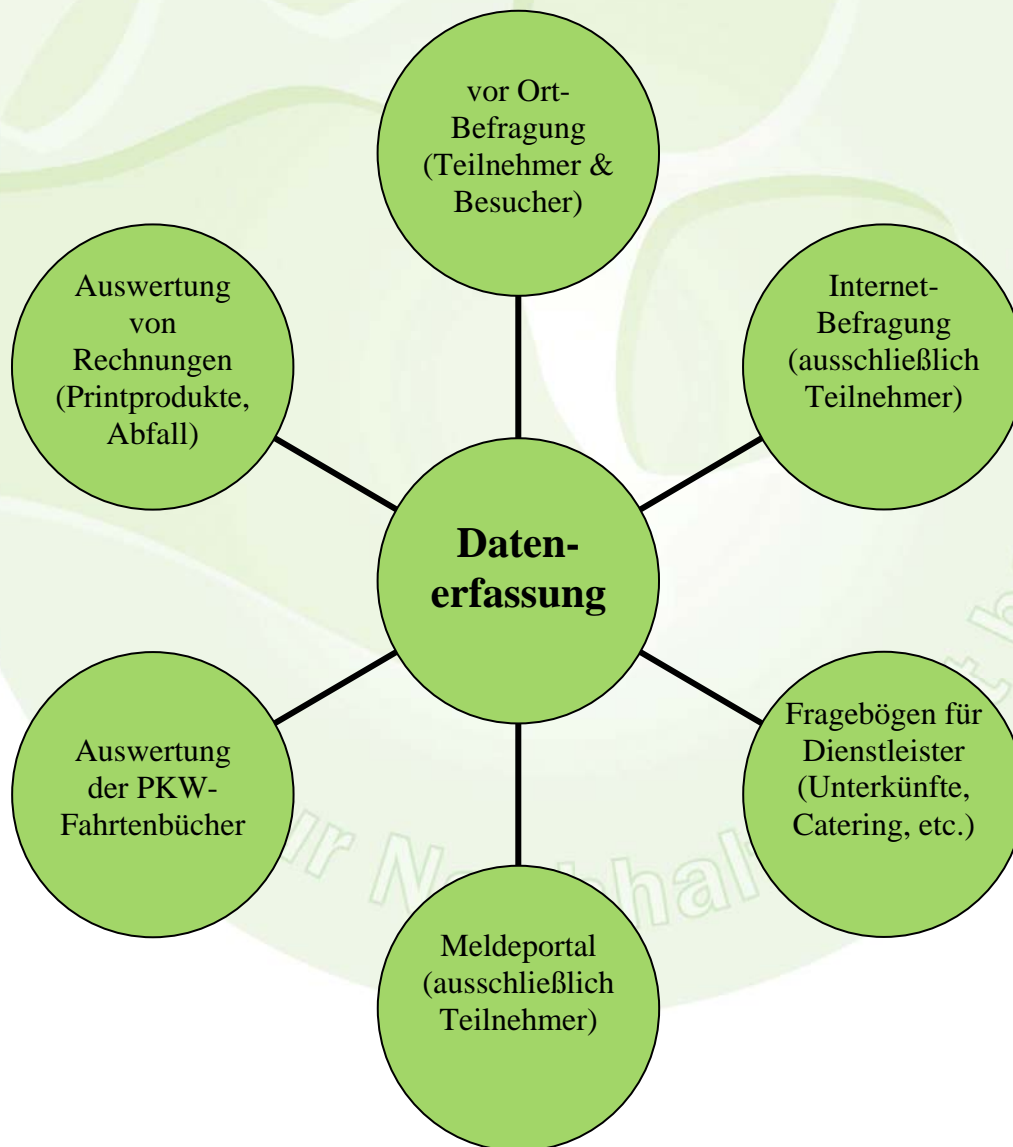 vor Ort-
Befragung
(Teilnehmer &
Besucher)
Internet-
Befragung
(ausschließlich
Teilnehmer)
Fragebögen für
Dienstleister
(Unterkünfte,
Catering, etc.)
Meldeportal
(ausschließlich
Teilnehmer)
Auswertung
der PKW-
Fahrtenbücher
Auswertung
von
Rechnungen
(Printprodukte,
Abfall)
Daten-
erfassung